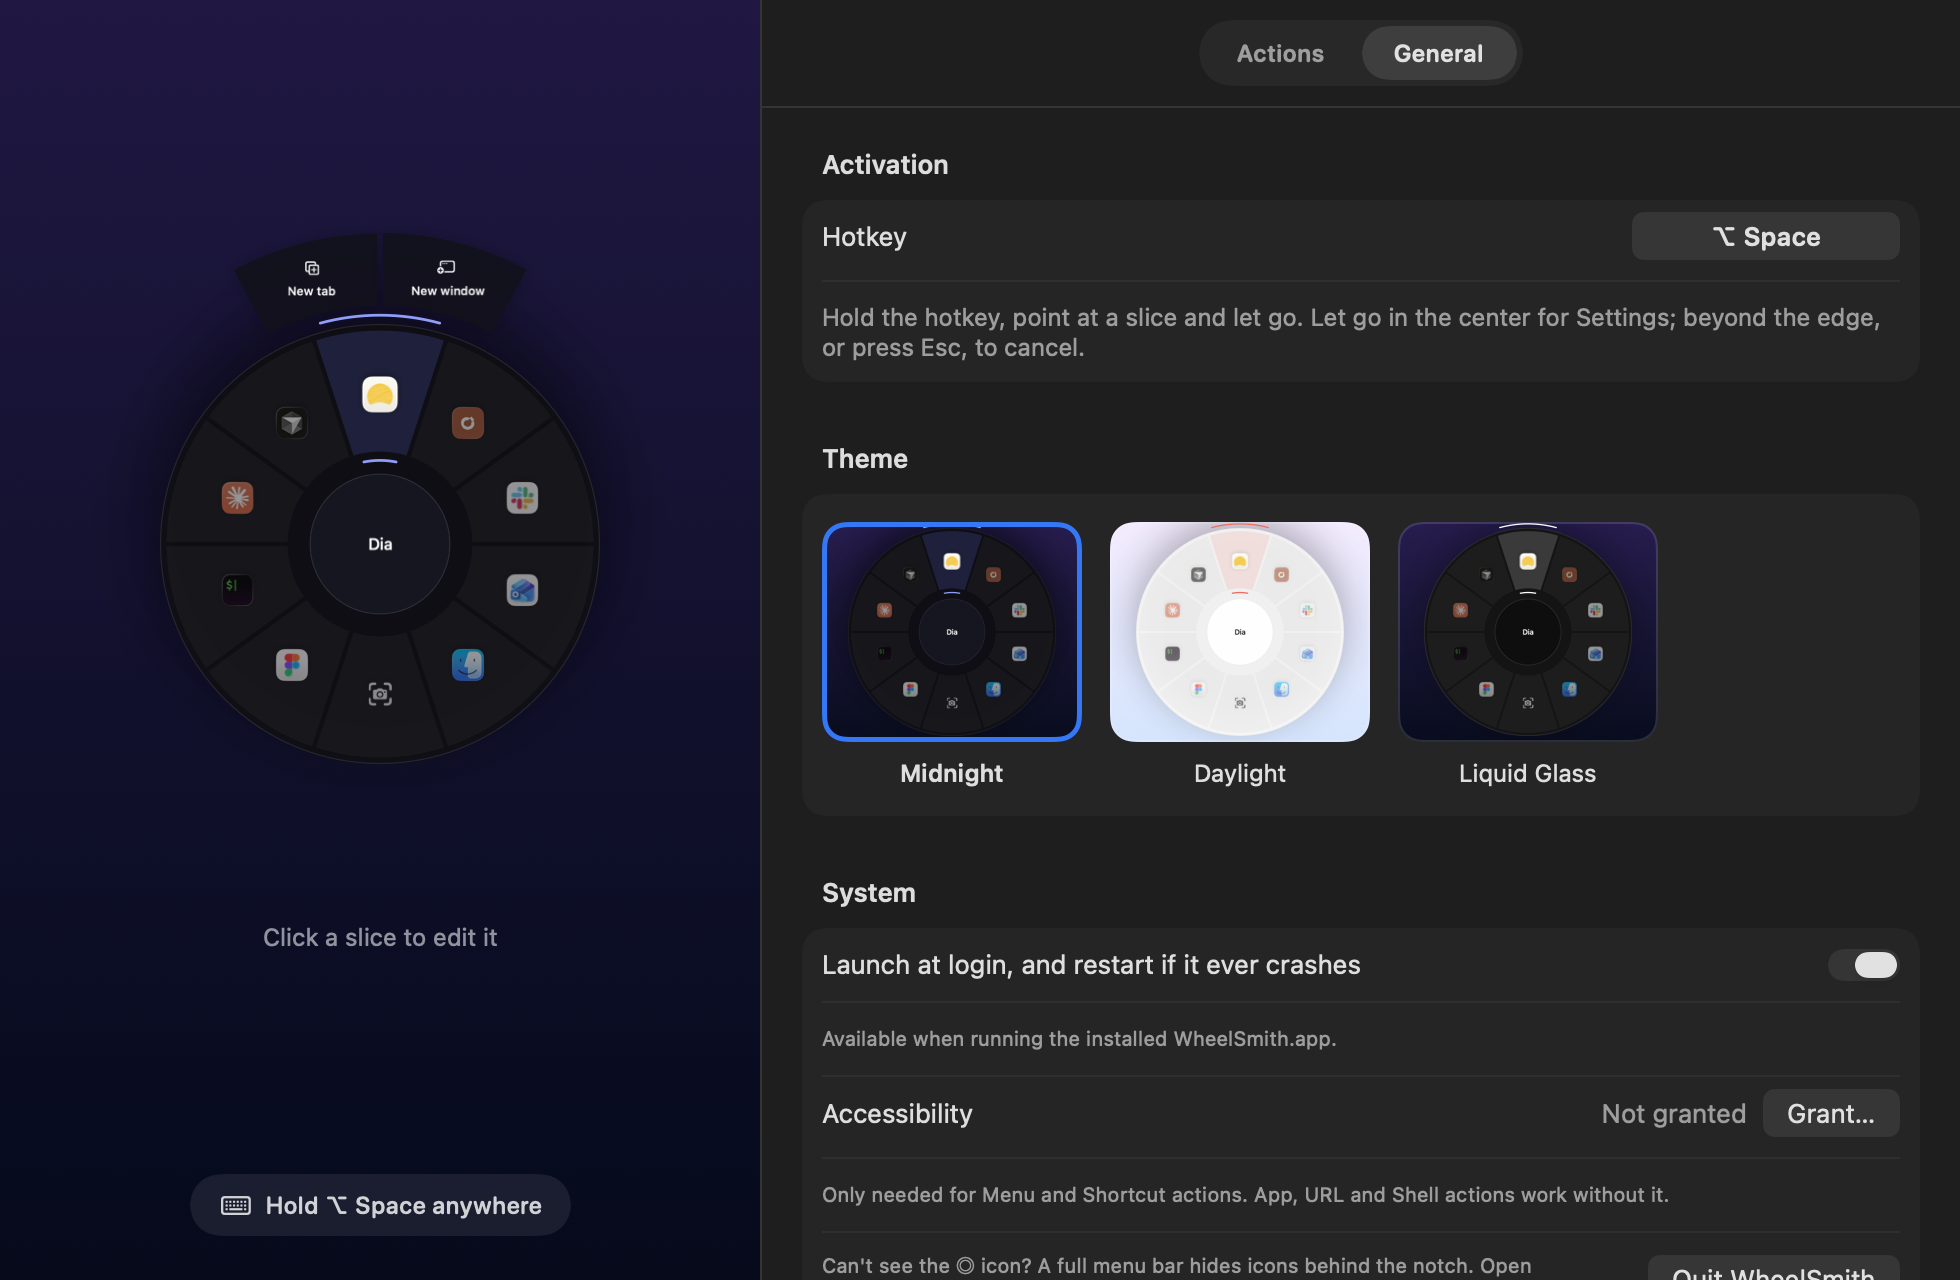 New tab
New window
$
Dia
Click a slice to edit it
Hold ⌥ Space anywhere
Actions
General
Activation
Hotkey
⌥ Space
Hold the hotkey, point at a slice and let go. Let go in the center for Settings; beyond the edge,
or press Esc, to cancel.
Theme
Dia
Dia
Dia
Midnight
Daylight
Liquid Glass
System
Launch at login, and restart if it ever crashes
Available when running the installed WheelSmith.app.
Accessibility
Not granted
Grant...
Only needed for Menu and Shortcut actions. App, URL and Shell actions work without it.
Can't see the ◎ icon? A full menu bar hides icons behind the notch. Open
Quit WheelSmith